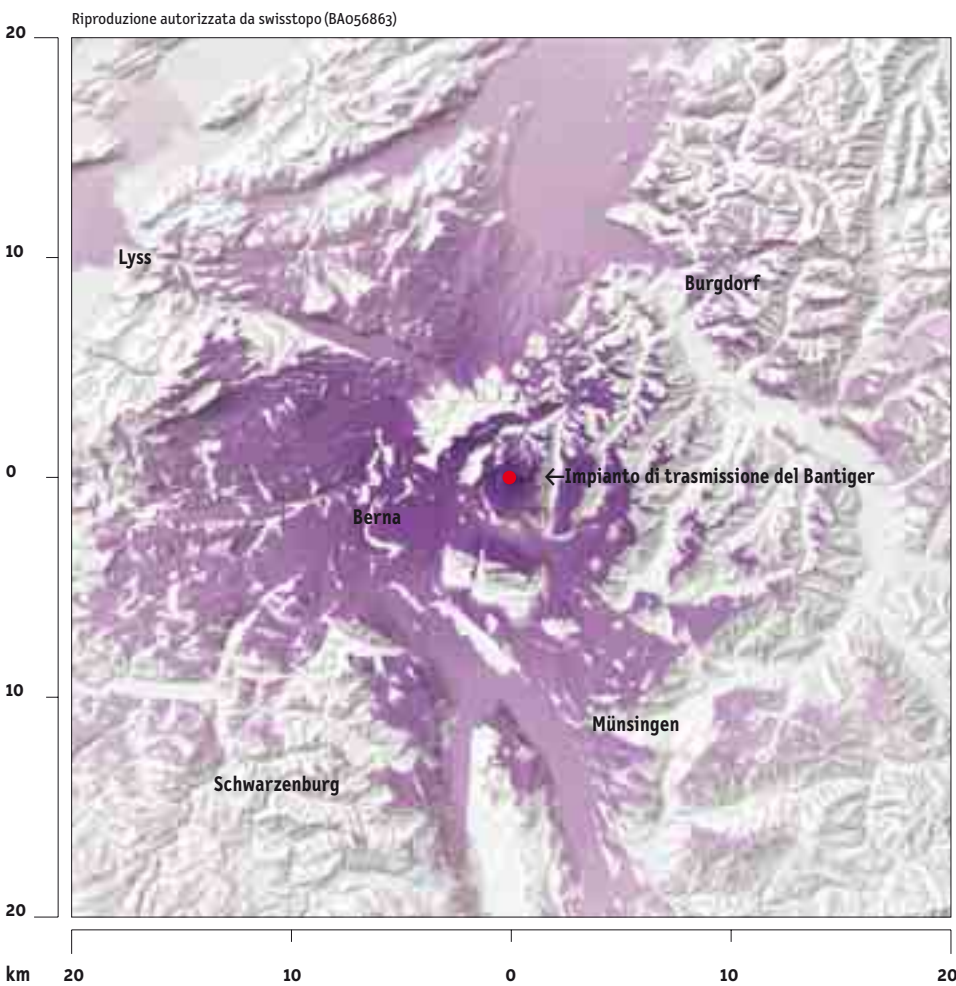 Riproduzione autorizzata da swisstopo (BA056863)
20
10
Lyss
Burgdorf
0
←Impianto di trasmissione del Bantiger
Berna
10
Münsingen
Schwarzenburg
20
km 20 10 0 10 20